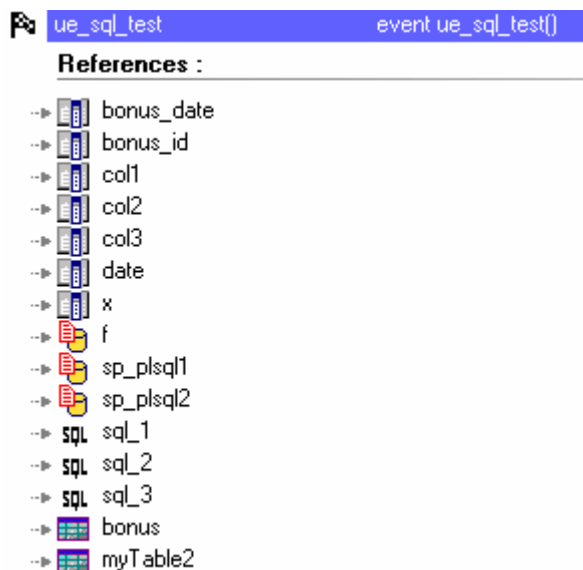 ue_sql_test event ue_sql_test()
References :
bonus_date
bonus_id
col1
col2
col3
date
x
f
sp_plsql1
sp_plsql2
SQL sql_1
SQL sql_2
SQL sql_3
bonus
myTable2